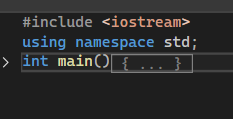 #include <iostream>
using namespace std;
int main() { ... }